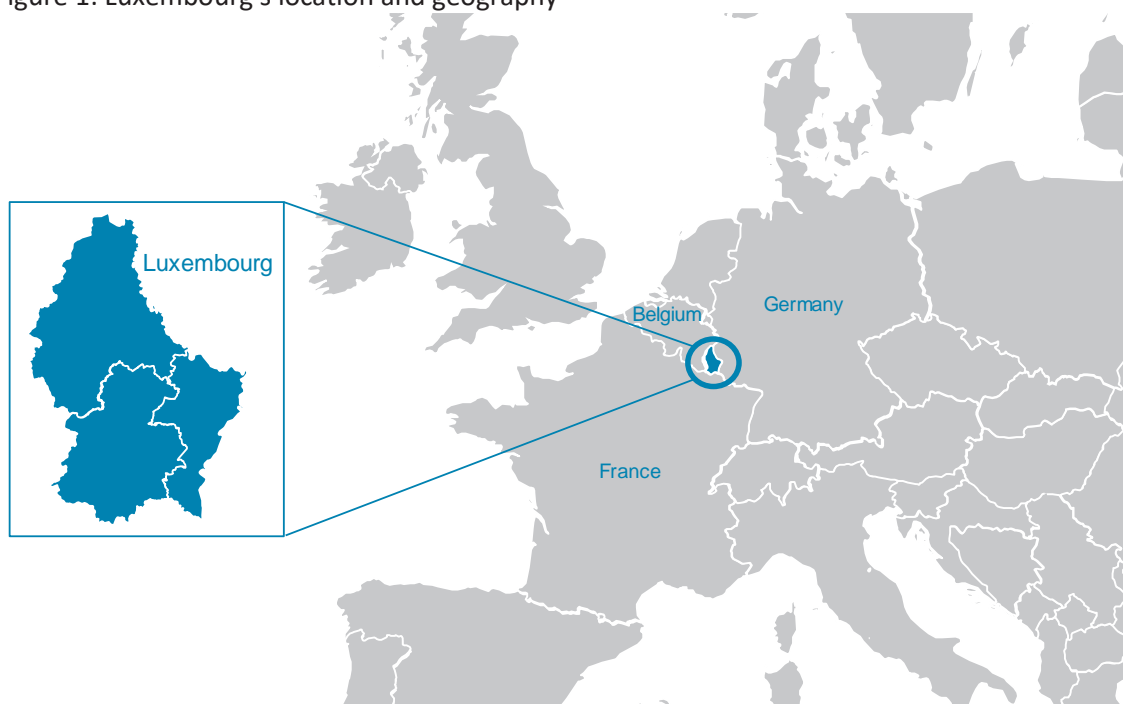 igure 1: Luxembourg's location and geography
Luxembourg
Belgium
Germany
France